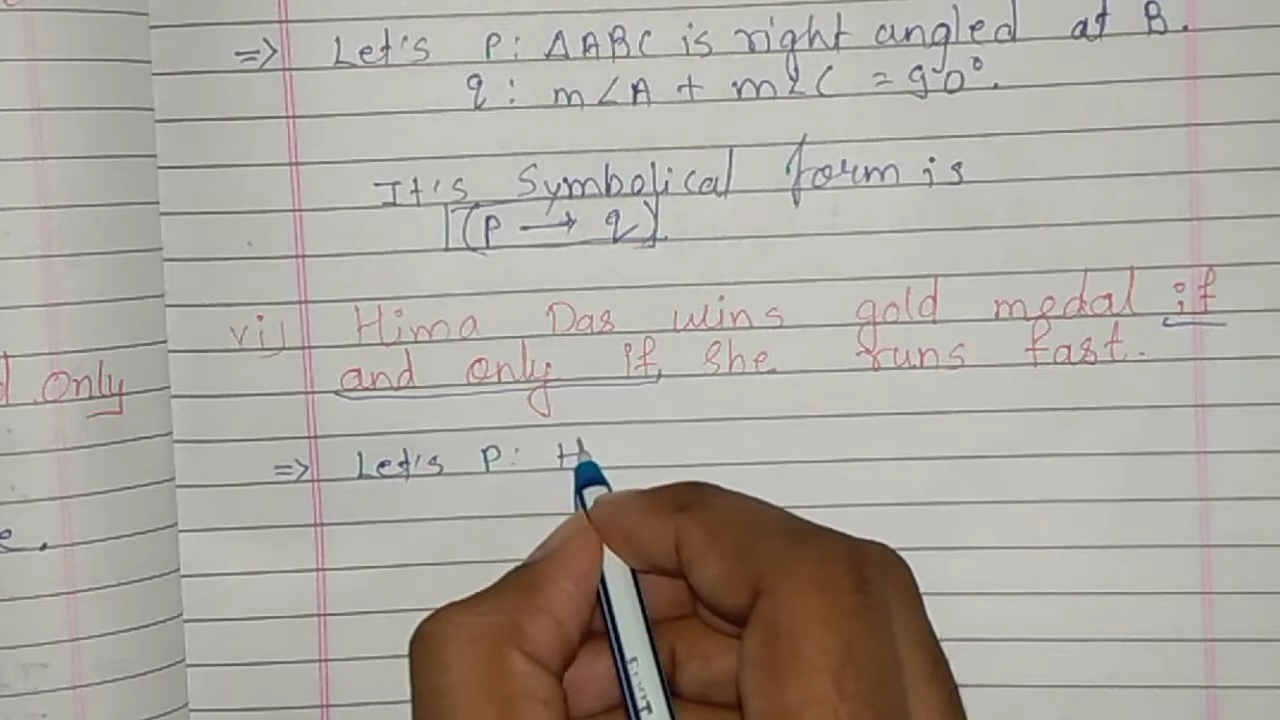 => Let's p: ΔABC is right angled at B.
q: m∠A + m∠C = 90°.
It's Symbolical form is
(p → q)
vi) Hima Das wins gold medal if
and only if she runs fast.
d only
=> Let's p: H
e.